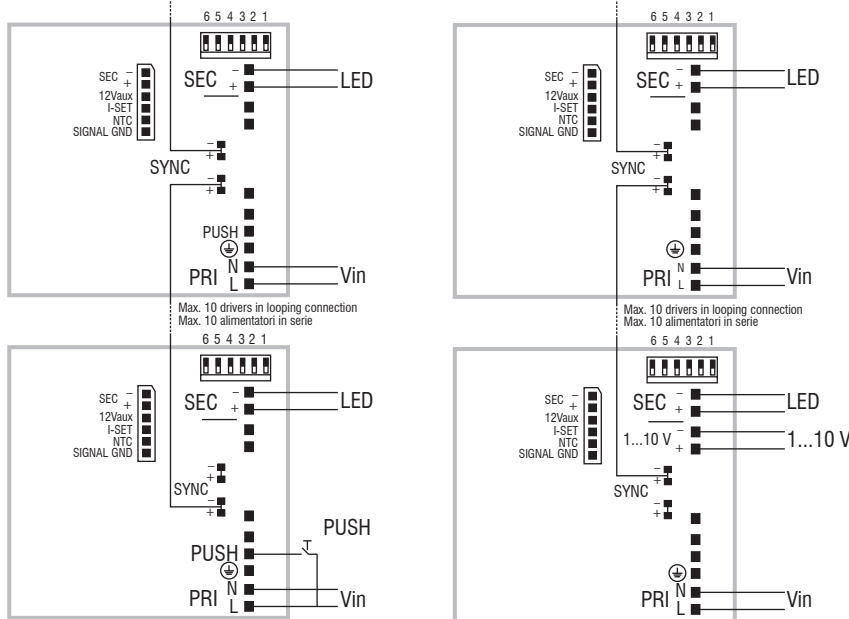 6 5 4 3 2 1
SEC −
+
12Vaux
I-SET
NTC
SIGNAL GND
SEC −
+
LED
−
+
SYNC
−
+
PUSH
PRI N
L
Vin
6 5 4 3 2 1
SEC −
+
12Vaux
I-SET
NTC
SIGNAL GND
SEC −
+
LED
−
+
SYNC
−
+
PRI N
L
Vin
Max. 10 drivers in looping connection
Max. 10 alimentatori in serie
Max. 10 drivers in looping connection
Max. 10 alimentatori in serie
6 5 4 3 2 1
SEC −
+
12Vaux
I-SET
NTC
SIGNAL GND
SEC −
+
LED
−
+
SYNC
−
+
PUSH
PUSH
PRI N
L
Vin
6 5 4 3 2 1
SEC −
+
12Vaux
I-SET
NTC
SIGNAL GND
SEC −
+
LED
1...10 V −
+
1...10 V
−
+
SYNC
−
+
PRI N
L
Vin